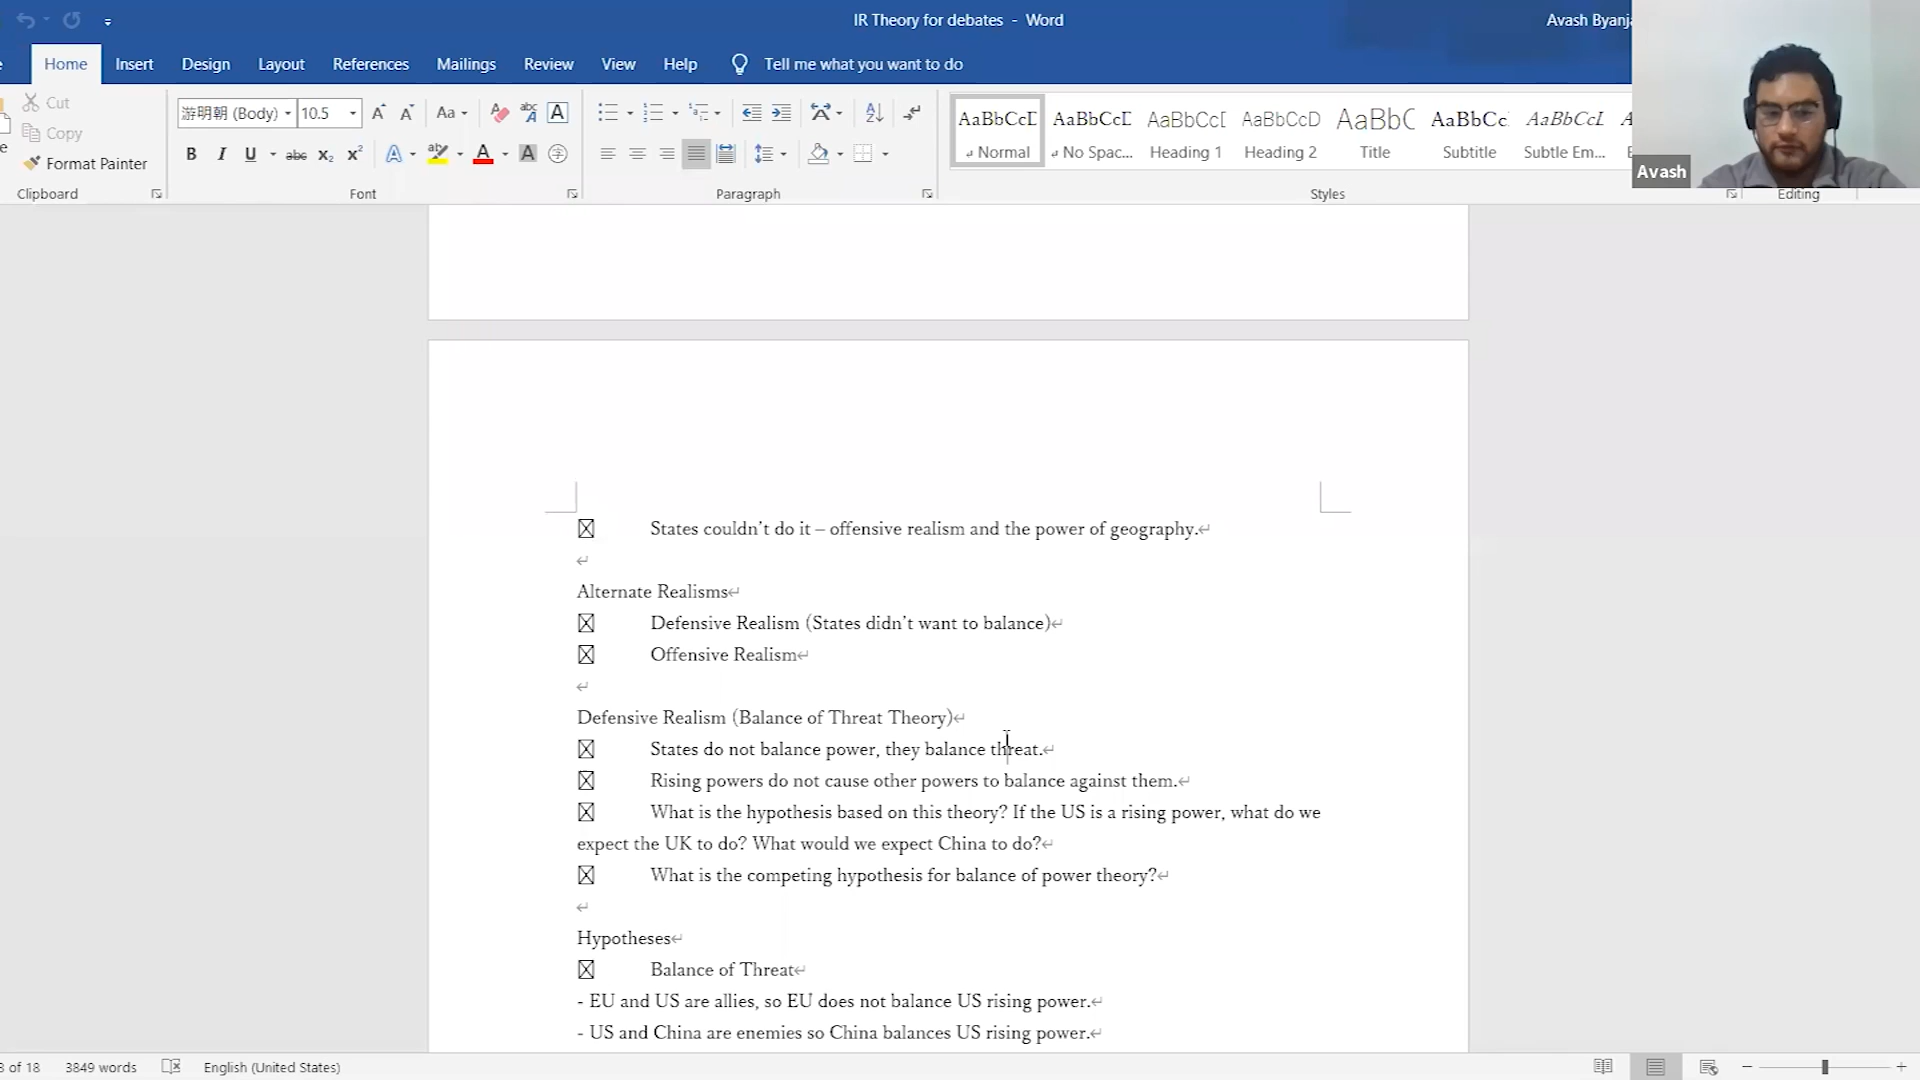 IR Theory for debates - Word
Avash Byanj
Home Insert Design Layout References Mailings Review View Help Tell me what you want to do
Cut
Copy
Format Painter
Clipboard
游明朝 (Body) 10.5
Font
Paragraph
AaBbCcD AaBbCcD AaBbCcD AaBbCcD AaBbC AaBbCc AaBbCcL
Normal No Spac... Heading 1 Heading 2 Title Subtitle Subtle Em...
Styles
Editing
Avash
States couldn't do it – offensive realism and the power of geography.
Alternate Realisms
Defensive Realism (States didn't want to balance)
Offensive Realism
Defensive Realism (Balance of Threat Theory)
States do not balance power, they balance threat.
Rising powers do not cause other powers to balance against them.
What is the hypothesis based on this theory? If the US is a rising power, what do we
expect the UK to do? What would we expect China to do?
What is the competing hypothesis for balance of power theory?
Hypotheses
Balance of Threat
- EU and US are allies, so EU does not balance US rising power.
- US and China are enemies so China balances US rising power.
of 18 3849 words English (United States)